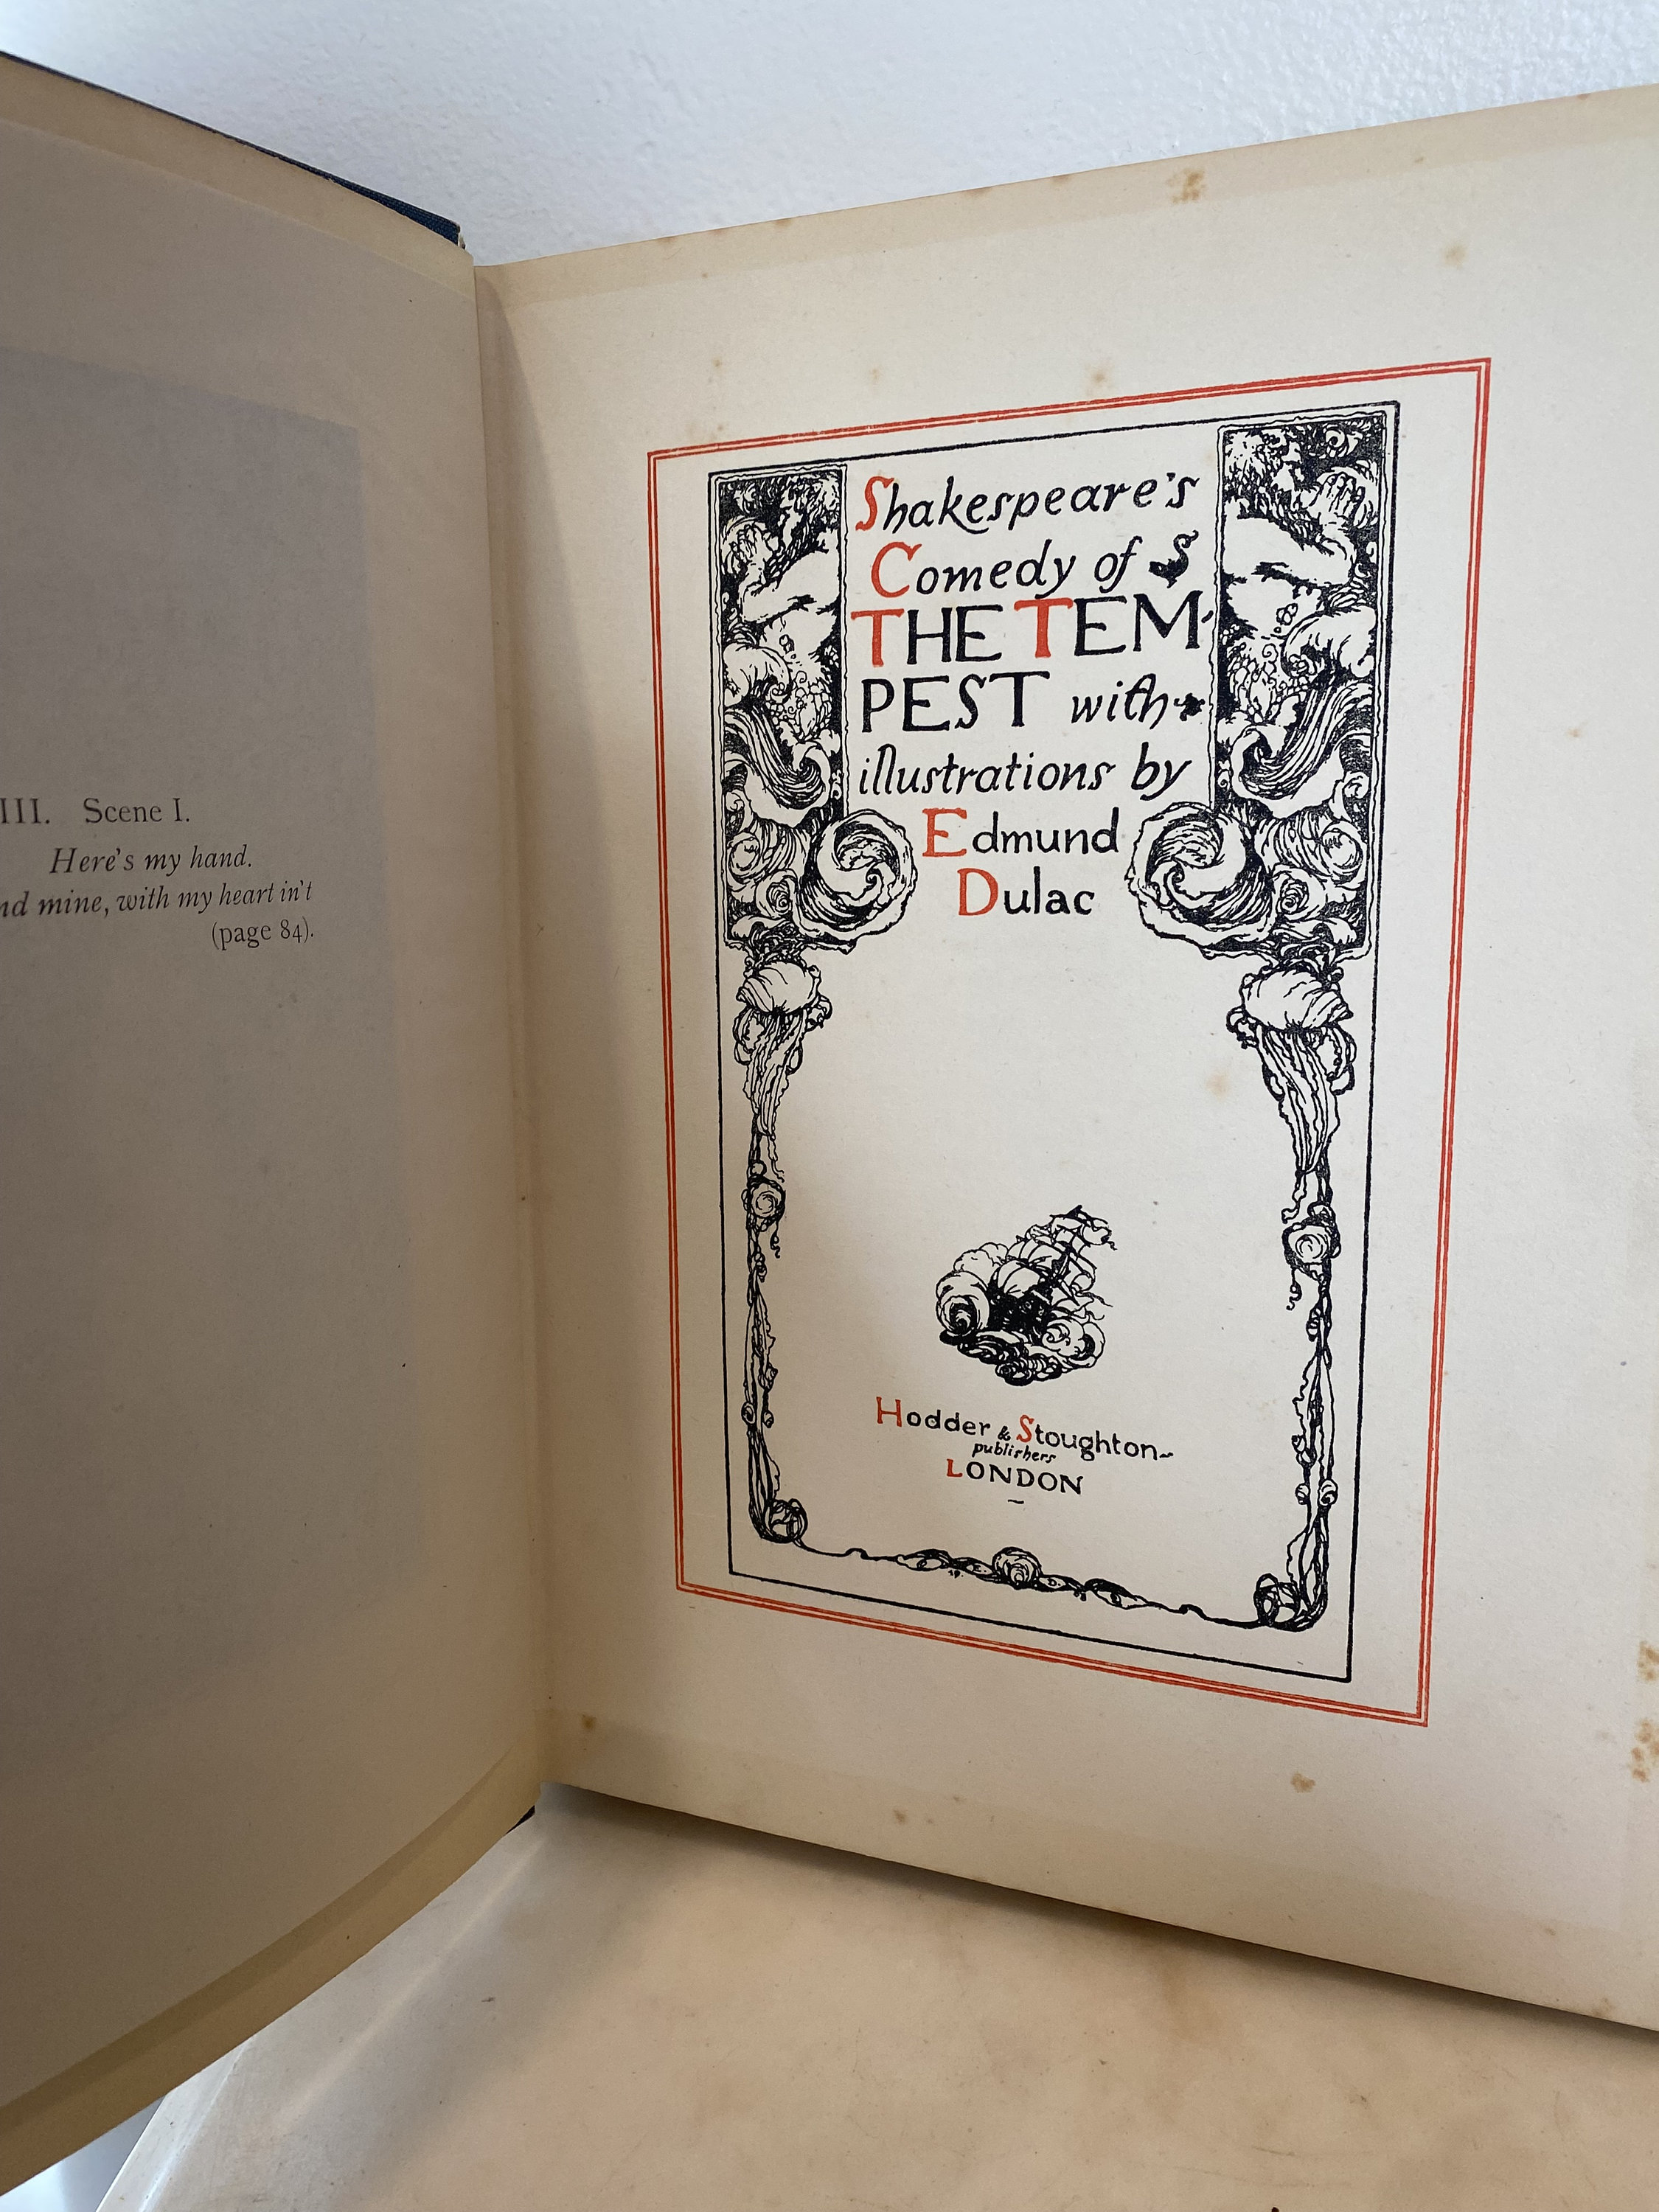 III. Scene I.
Here's my hand.
mine, with my heart in't
(page 84).
Shakespeare's
Comedy of
THE TEM
PEST with
illustrations by
Edmund
Dulac
Hodder & Stoughton~
publishers
LONDON
~